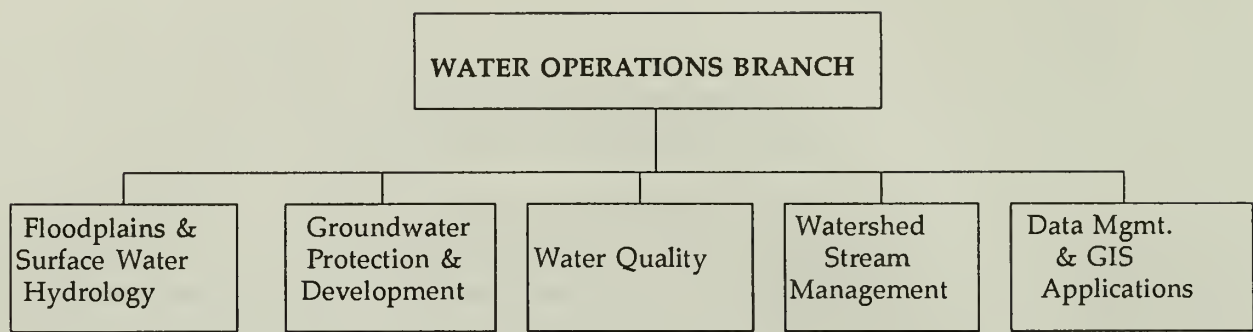 WATER OPERATIONS BRANCH
Floodplains &
Surface Water
Hydrology
Groundwater
Protection &
Development
Water Quality
Watershed
Stream
Management
Data Mgmt.
& GIS
Applications